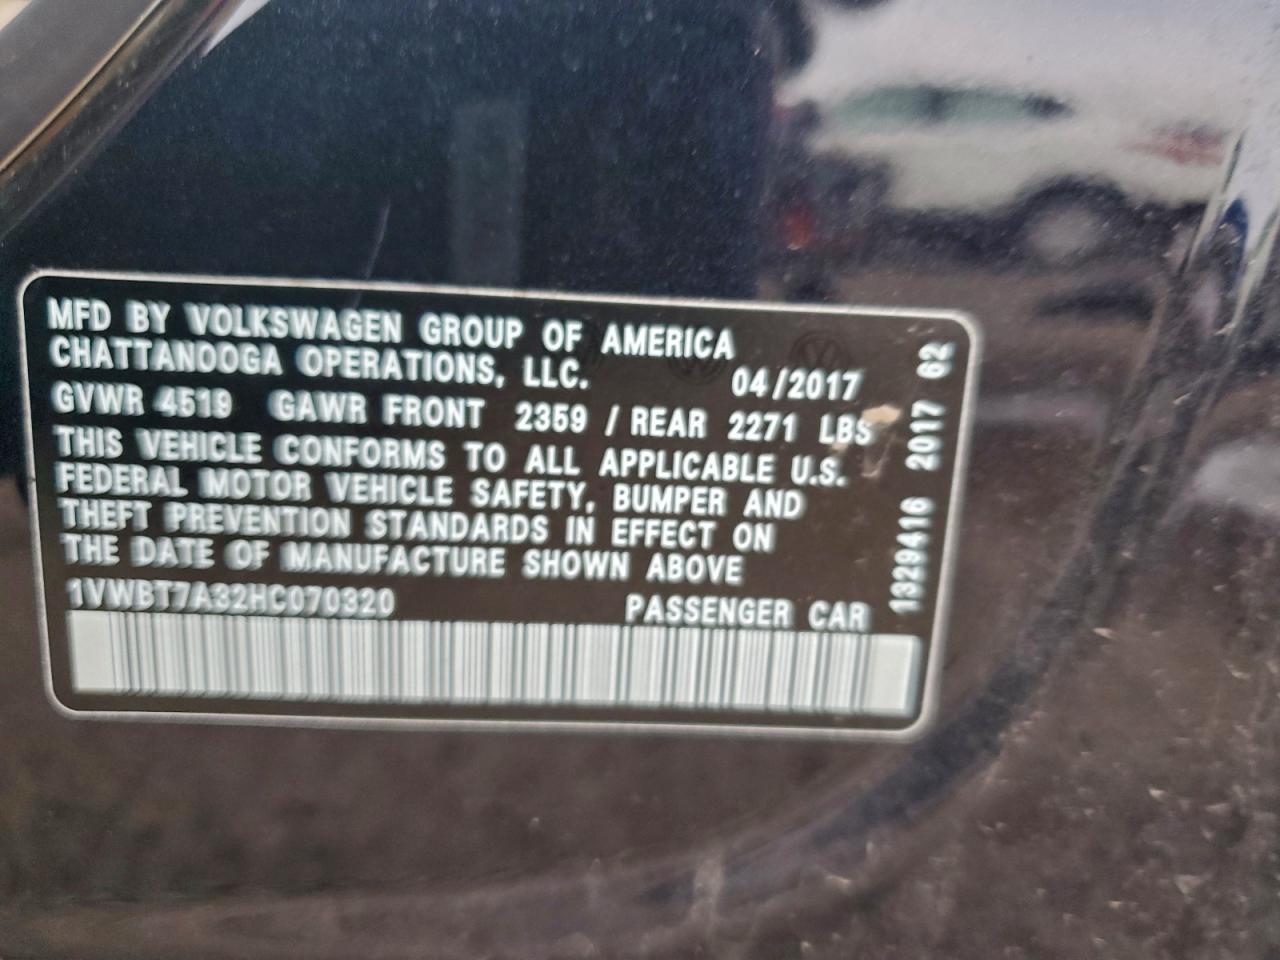 MFD BY VOLKSWAGEN GROUP OF AMERICA
CHATTANOOGA OPERATIONS, LLC.
04/2017
GVWR 4519 GAWR FRONT 2359 / REAR 2271 LBS
THIS VEHICLE CONFORMS TO ALL APPLICABLE U.S.
FEDERAL MOTOR VEHICLE SAFETY, BUMPER AND
THEFT PREVENTION STANDARDS IN EFFECT ON
THE DATE OF MANUFACTURE SHOWN ABOVE
1VWBT7A32HC070320 PASSENGER CAR
1329416 2017 62